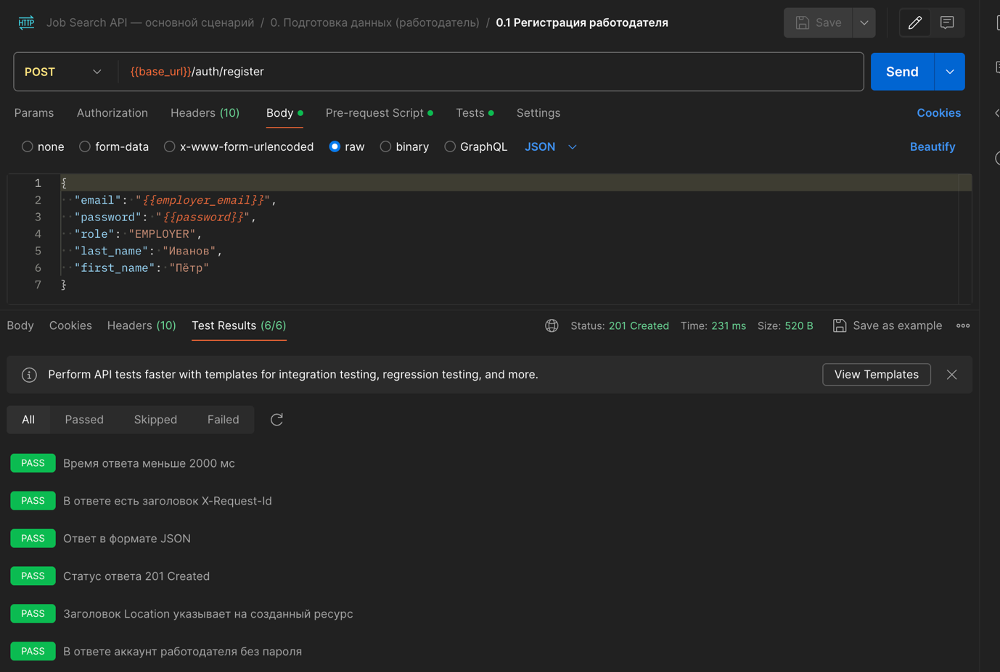 HTTP Job Search API — основной сценарий / 0. Подготовка данных (работодатель) / 0.1 Регистрация работодателя Save
POST {{base_url}}/auth/register Send
Params Authorization Headers (10) Body Pre-request Script Tests Settings Cookies
none form-data x-www-form-urlencoded raw binary GraphQL JSON Beautify
1 {
2 "email": "{{employer_email}}",
3 "password": "{{password}}",
4 "role": "EMPLOYER",
5 "last_name": "Иванов",
6 "first_name": "Пётр"
7 }
Body Cookies Headers (10) Test Results (6/6) Status: 201 Created Time: 231 ms Size: 520 B Save as example
Perform API tests faster with templates for integration testing, regression testing, and more. View Templates
All Passed Skipped Failed
PASS Время ответа меньше 2000 мс
PASS В ответе есть заголовок X-Request-Id
PASS Ответ в формате JSON
PASS Статус ответа 201 Created
PASS Заголовок Location указывает на созданный ресурс
PASS В ответе аккаунт работодателя без пароля